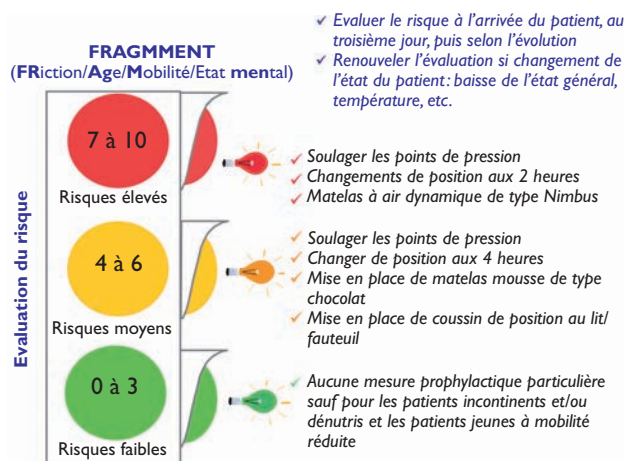 ✓ Evaluer le risque à l'arrivée du patient, au
troisième jour, puis selon l'évolution
✓ Renouveler l'évaluation si changement de
l'état du patient: baisse de l'état général,
température, etc.
FRAGMMENT
(FRiction/Age/Mobilité/Etat mental)
Evaluation du risque
7 à 10
Risques élevés
✓ Soulager les points de pression
✓ Changements de position aux 2 heures
✓ Matelas à air dynamique de type Nimbus
4 à 6
Risques moyens
✓ Soulager les points de pression
✓ Changer de position aux 4 heures
✓ Mise en place de matelas mousse de type
chocolat
✓ Mise en place de coussin de position au lit/
fauteuil
0 à 3
Risques faibles
✓ Aucune mesure prophylactique particulière
sauf pour les patients incontinents et/ou
dénutris et les patients jeunes à mobilité
réduite